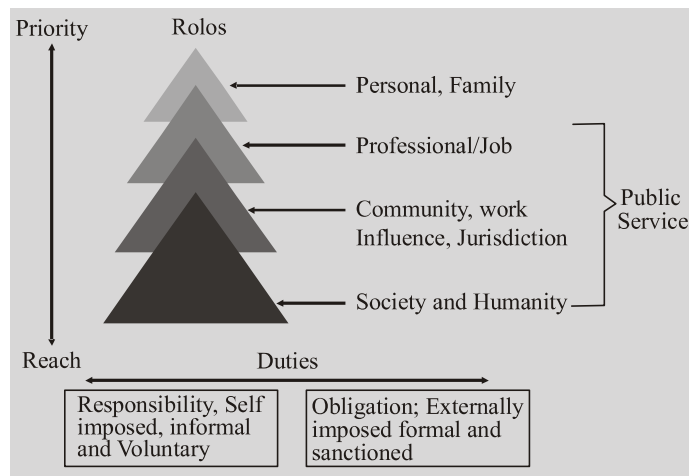 Priority
Rolos
Personal, Family
Professional/Job
Community, work
Influence, Jurisdiction
Public
Service
Society and Humanity
Reach
Duties
Responsibility, Self
imposed, informal
and Voluntary
Obligation; Externally
imposed formal and
sanctioned